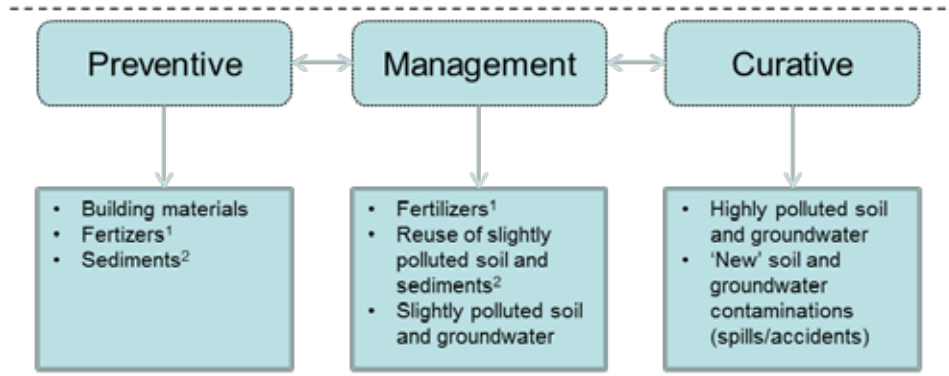 Preventive
Management
Curative
• Building materials
• Fertizers¹
• Sediments²
• Fertilizers¹
• Reuse of slightly
polluted soil and
sediments²
• Slightly polluted soil
and groundwater
• Highly polluted soil
and groundwater
• ‘New’ soil and
groundwater
contaminations
(spills/accidents)